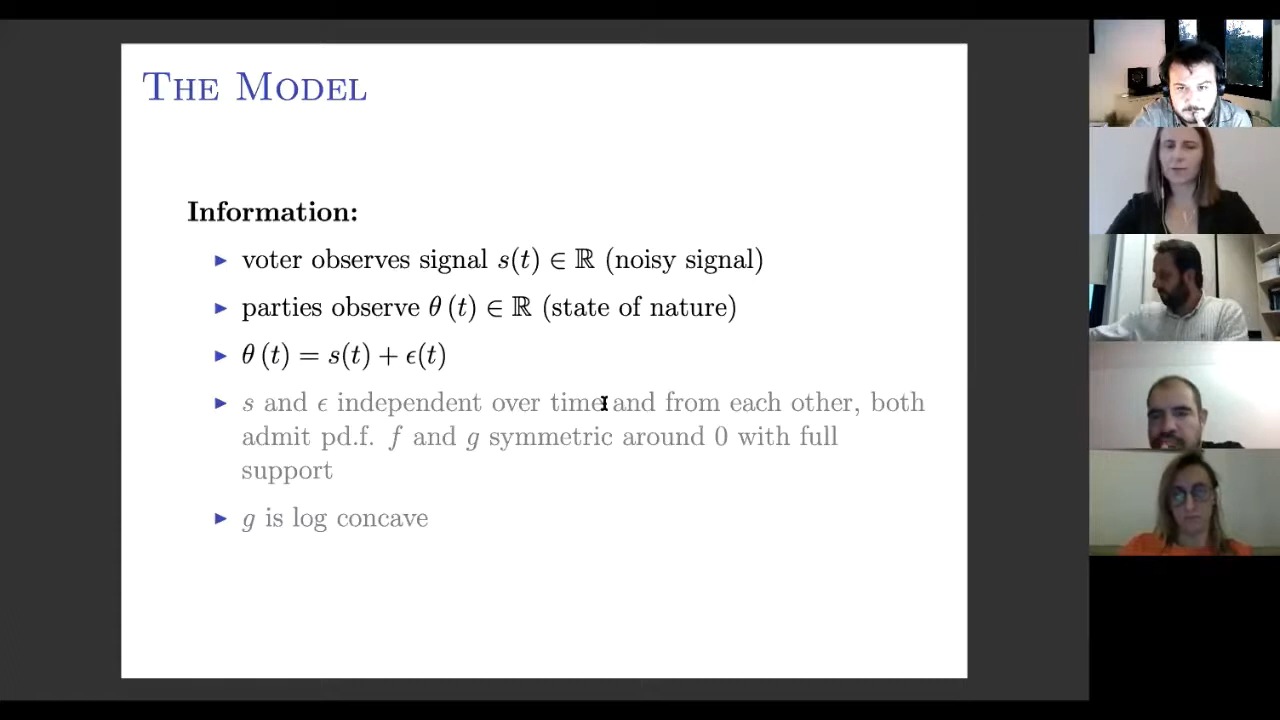 The Model
Information:
▶ voter observes signal s(t) ∈ ℝ (noisy signal)
▶ parties observe θ (t) ∈ ℝ (state of nature)
▶ θ (t) = s(t) + ϵ(t)
▶ s and ϵ independent over time and from each other, both
admit pd.f. f and g symmetric around 0 with full
support
▶ g is log concave